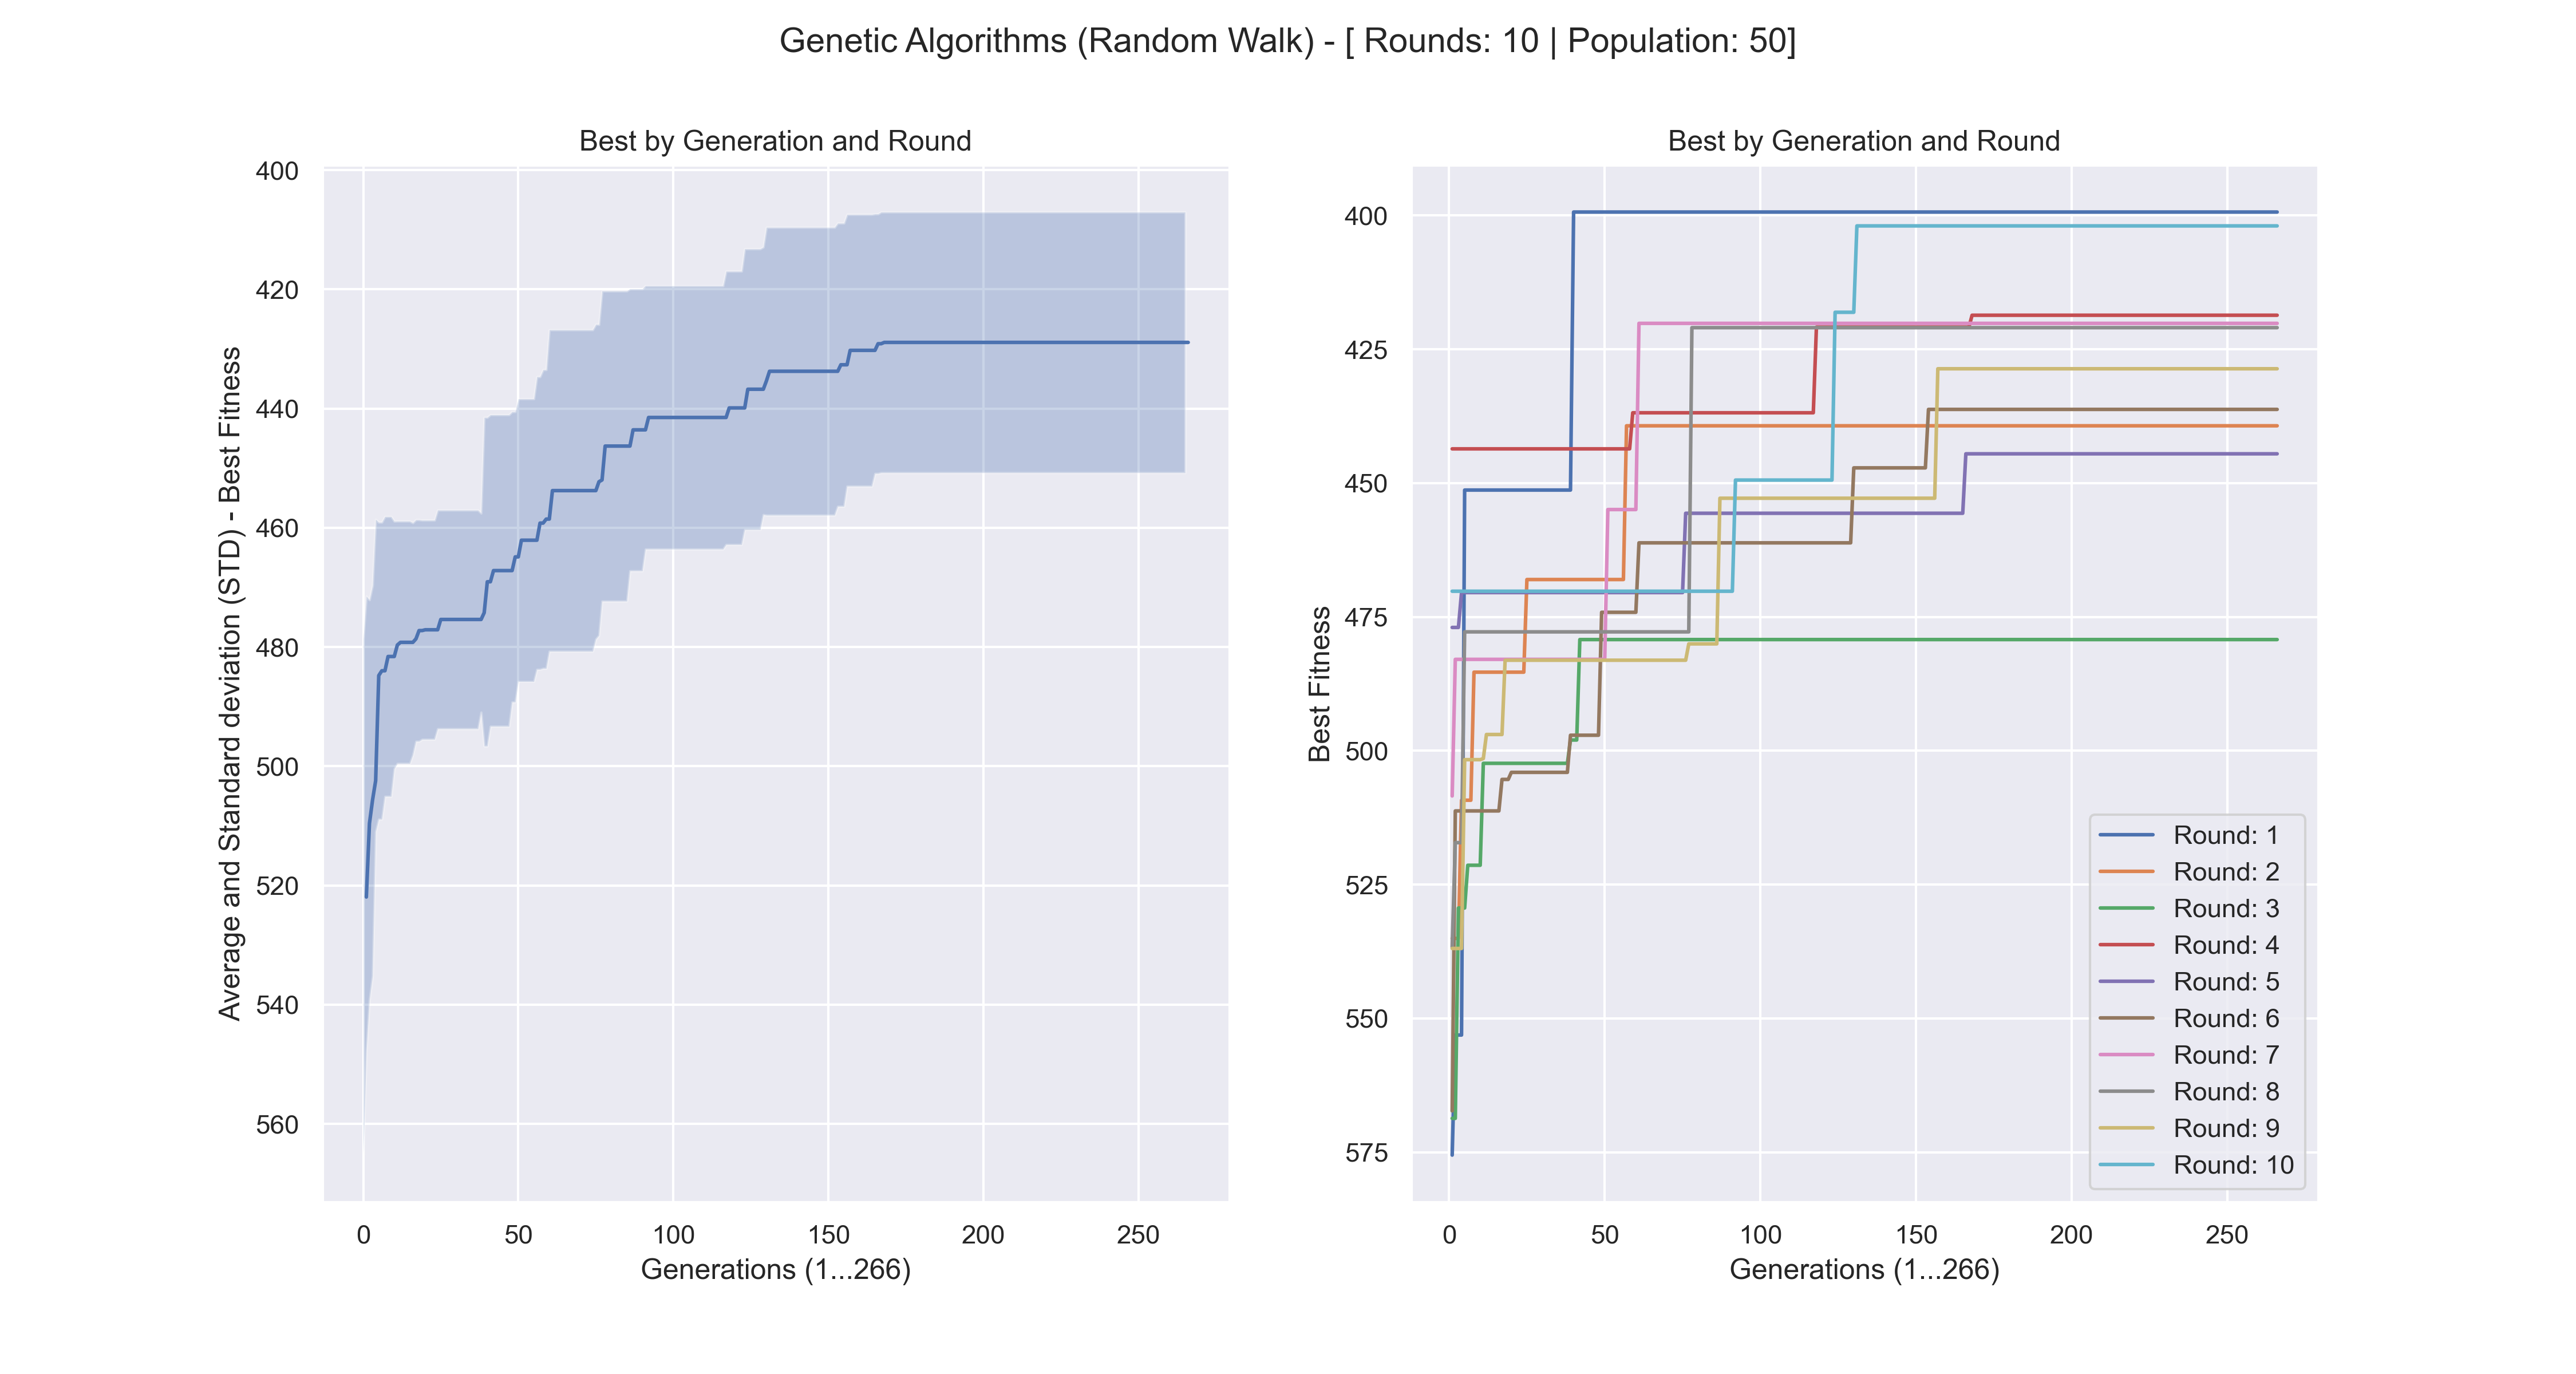 Genetic Algorithms (Random Walk) - [ Rounds: 10 | Population: 50]
Best by Generation and Round
Average and Standard deviation (STD) - Best Fitness
400
420
440
460
480
500
520
540
560
0
50
100
150
200
250
Generations (1...266)
Best by Generation and Round
Best Fitness
400
425
450
475
500
525
550
575
0
50
100
150
200
250
Generations (1...266)
Round: 1
Round: 2
Round: 3
Round: 4
Round: 5
Round: 6
Round: 7
Round: 8
Round: 9
Round: 10